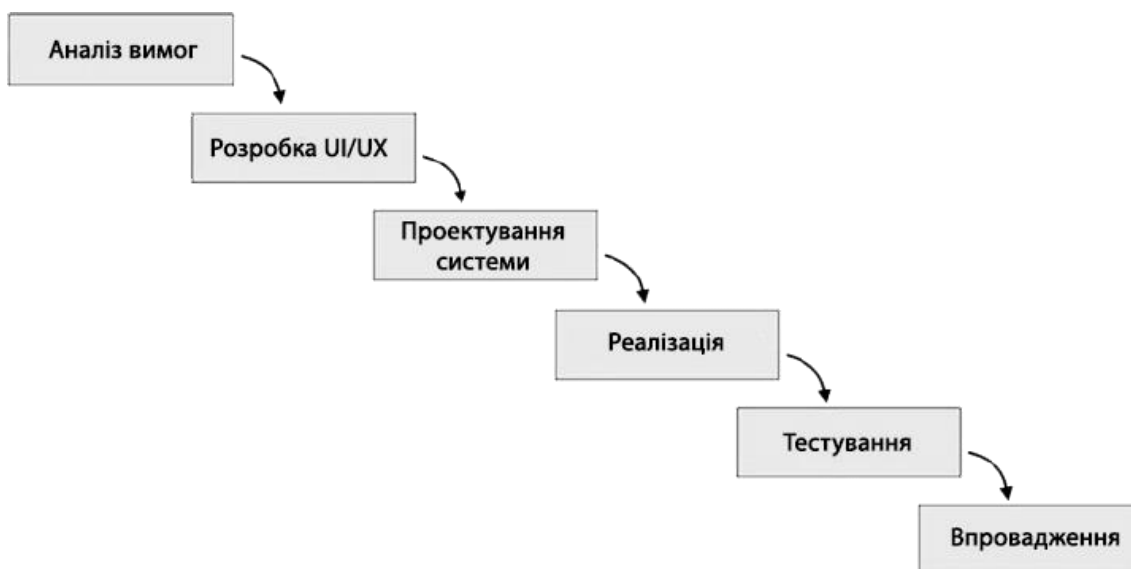 Аналіз вимог
Розробка UI/UX
Проектування
системи
Реалізація
Тестування
Впровадження